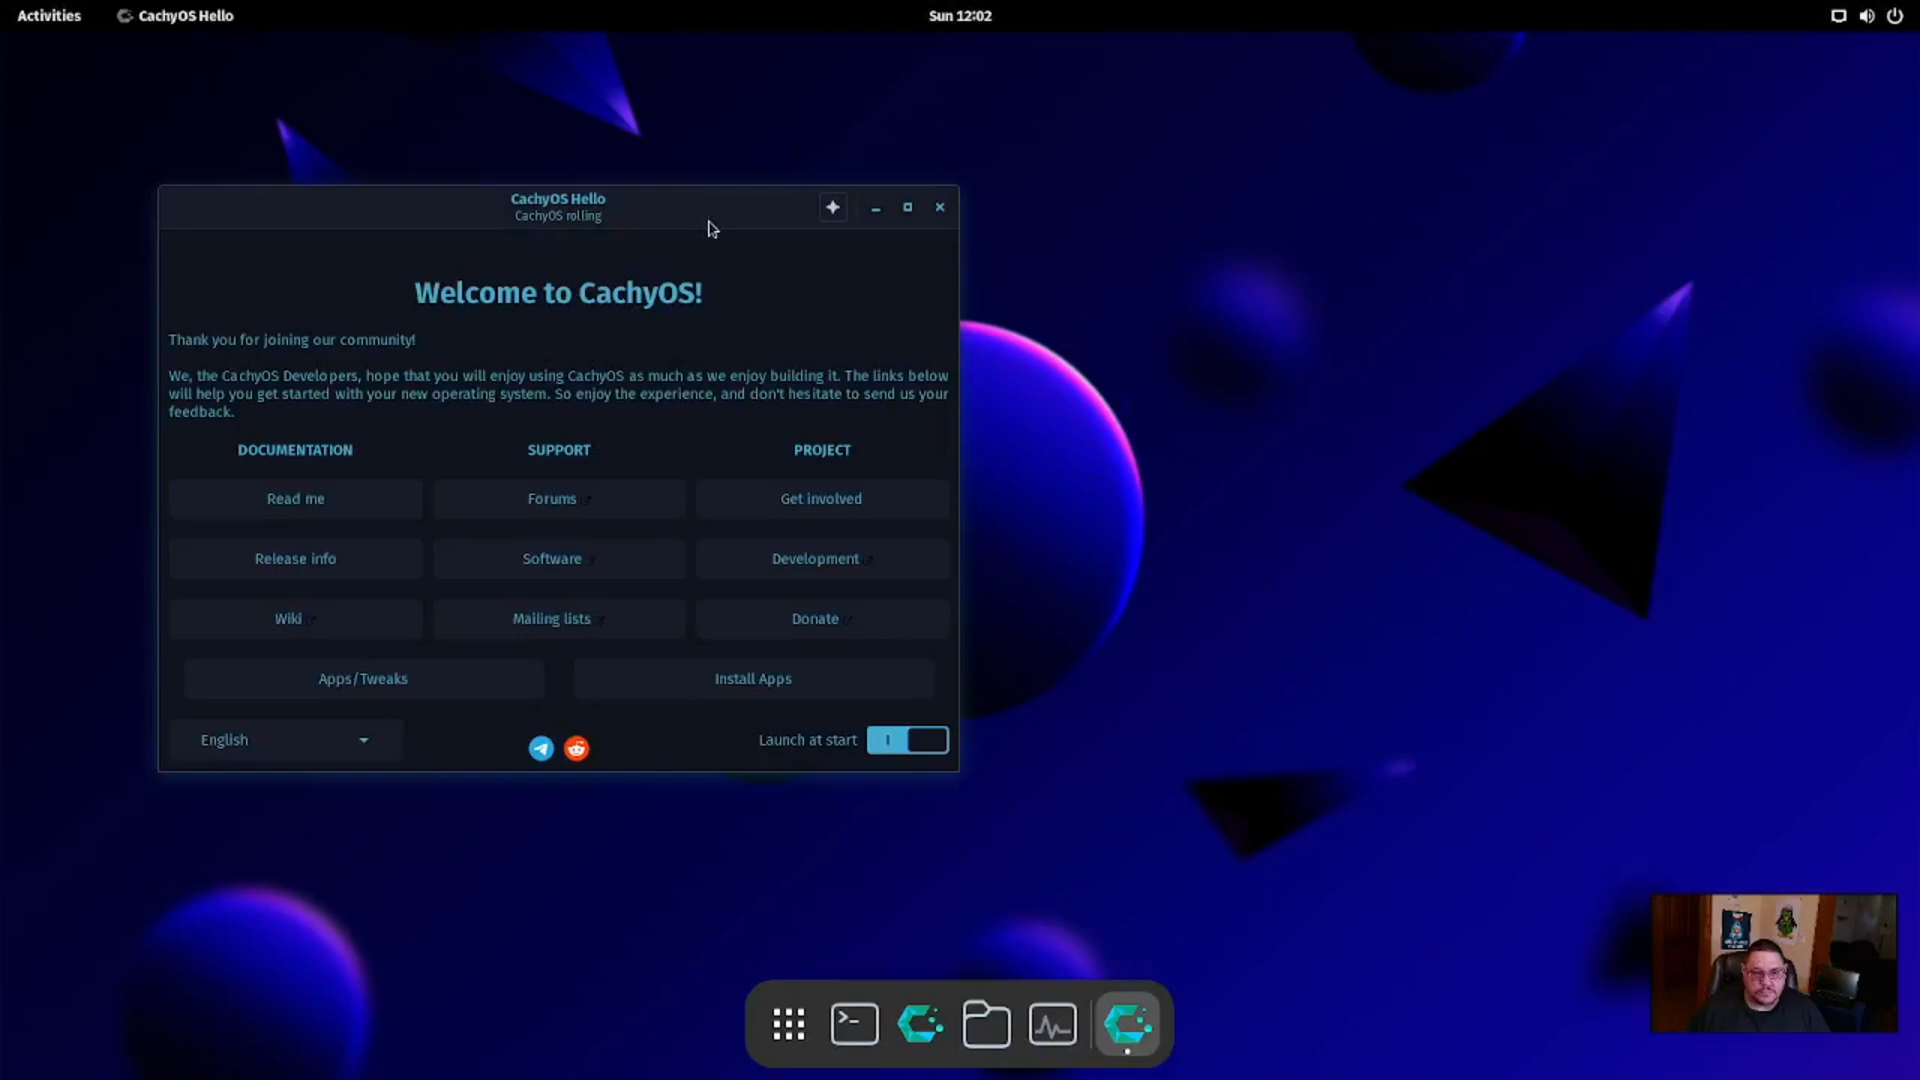 Activities
CachyOS Hello
Sun 12:02
CachyOS Hello
CachyOS rolling
Welcome to CachyOS!
Thank you for joining our community!
We, the CachyOS Developers, hope that you will enjoy using CachyOS as much as we enjoy building it. The links below
will help you get started with your new operating system. So enjoy the experience, and don't hesitate to send us your
feedback.
DOCUMENTATION
SUPPORT
PROJECT
Read me
Forums
Get involved
Release info
Software
Development
Wiki
Mailing lists
Donate
Apps/Tweaks
Install Apps
English
Launch at start